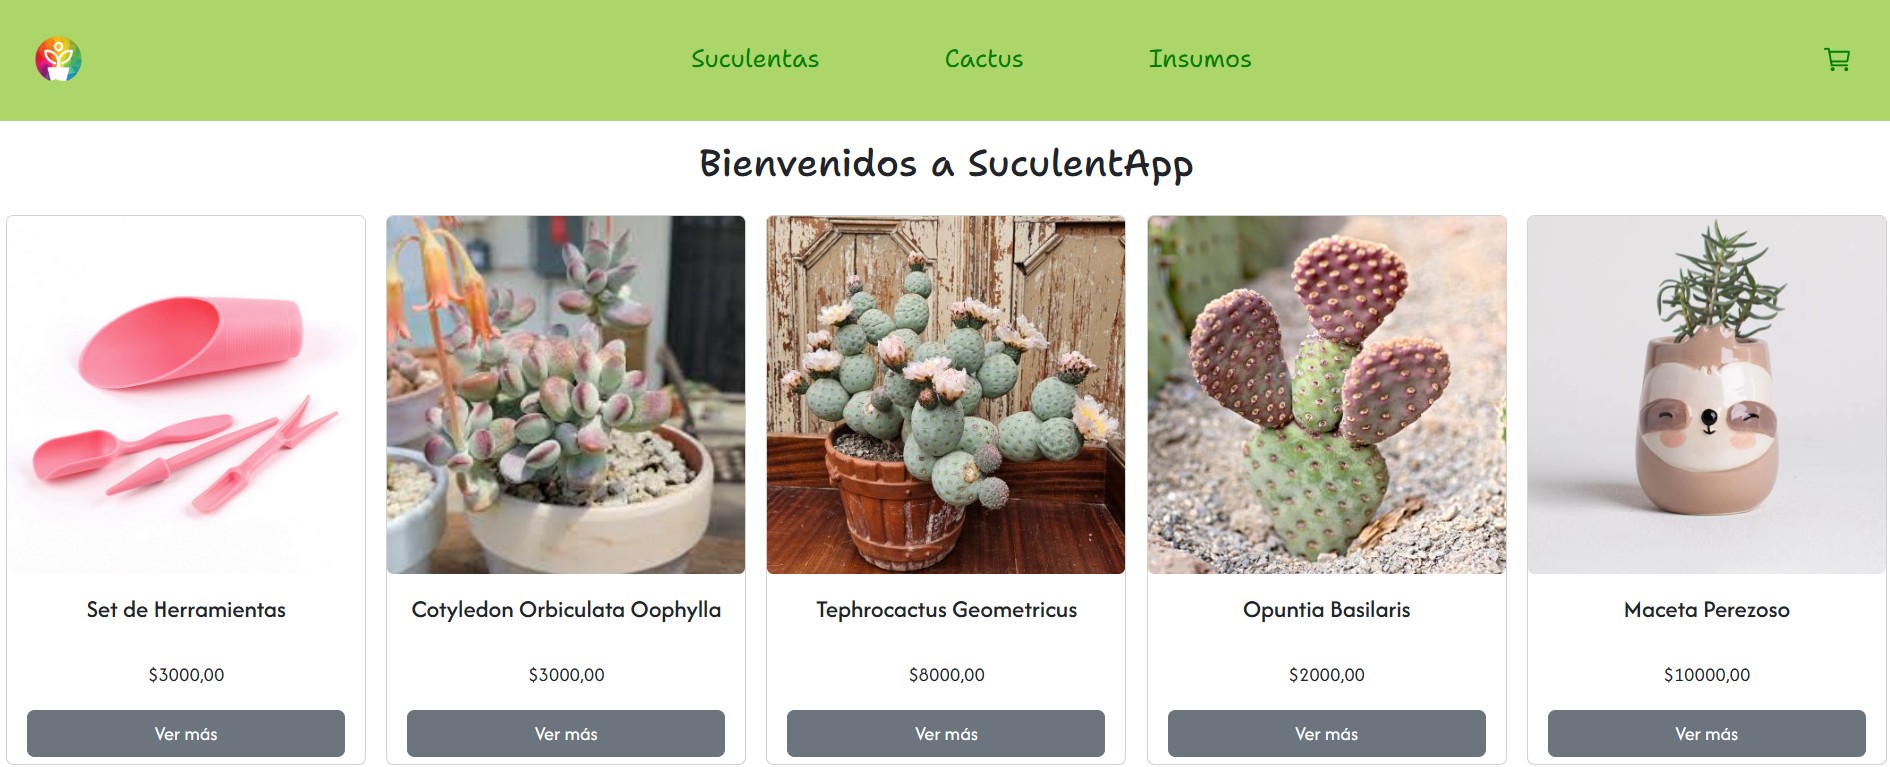 Suculentas Cactus Insumos
Bienvenidos a SuculentApp
Set de Herramientas
$3000,00
Ver más
Cotyledon Orbiculata Oophylla
$3000,00
Ver más
Tephrocactus Geometricus
$8000,00
Ver más
Opuntia Basilaris
$2000,00
Ver más
Maceta Perezoso
$10000,00
Ver más